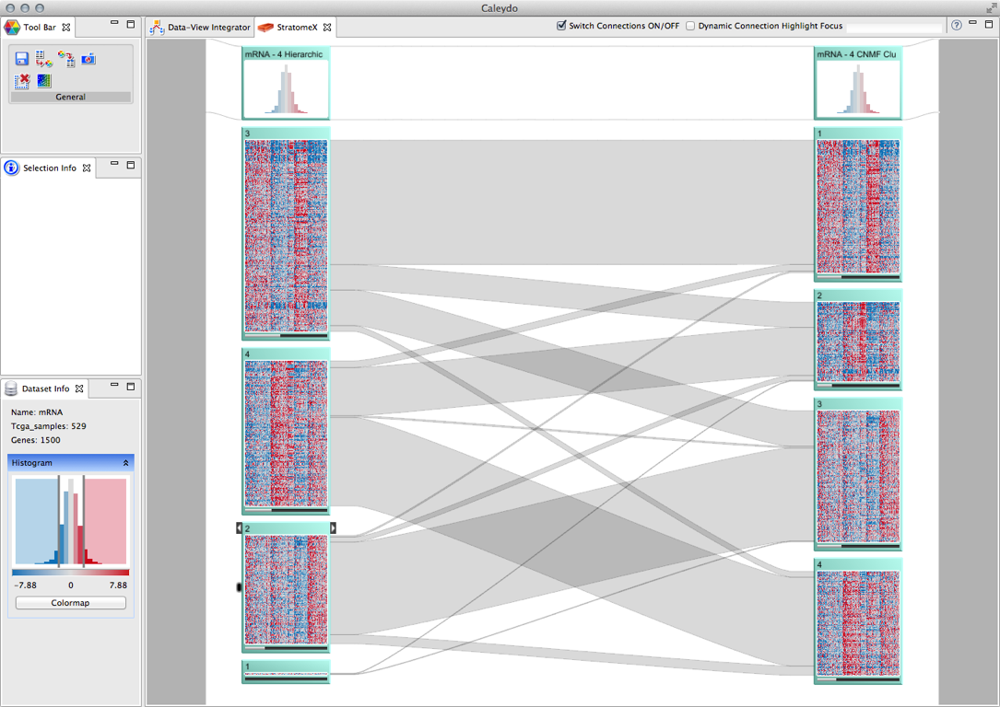 Caleydo
Tool Bar
General
Selection Info
Dataset Info
Name: mRNA
Tcga_samples: 529
Genes: 1500
Histogram
-7.88 0 7.88
Colormap
Data-View Integrator
StratomeX
Switch Connections ON/OFF
Dynamic Connection Highlight Focus
mRNA - 4 Hierarchic
3
4
2
1
mRNA - 4 CNMF Clu
1
2
3
4